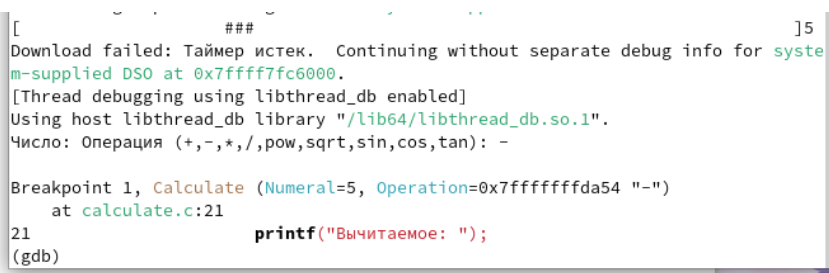 [ ### ]5
Download failed: Таймер истек. Continuing without separate debug info for syste
m-supplied DSO at 0x7ffff7fc6000.
[Thread debugging using libthread_db enabled]
Using host libthread_db library "/lib64/libthread_db.so.1".
Число: Операция (+,-,*,/,pow,sqrt,sin,cos,tan): -
Breakpoint 1, Calculate (Numeral=5, Operation=0x7fffffffda54 "-")
at calculate.c:21
21 printf("Вычитаемое: ");
(gdb)